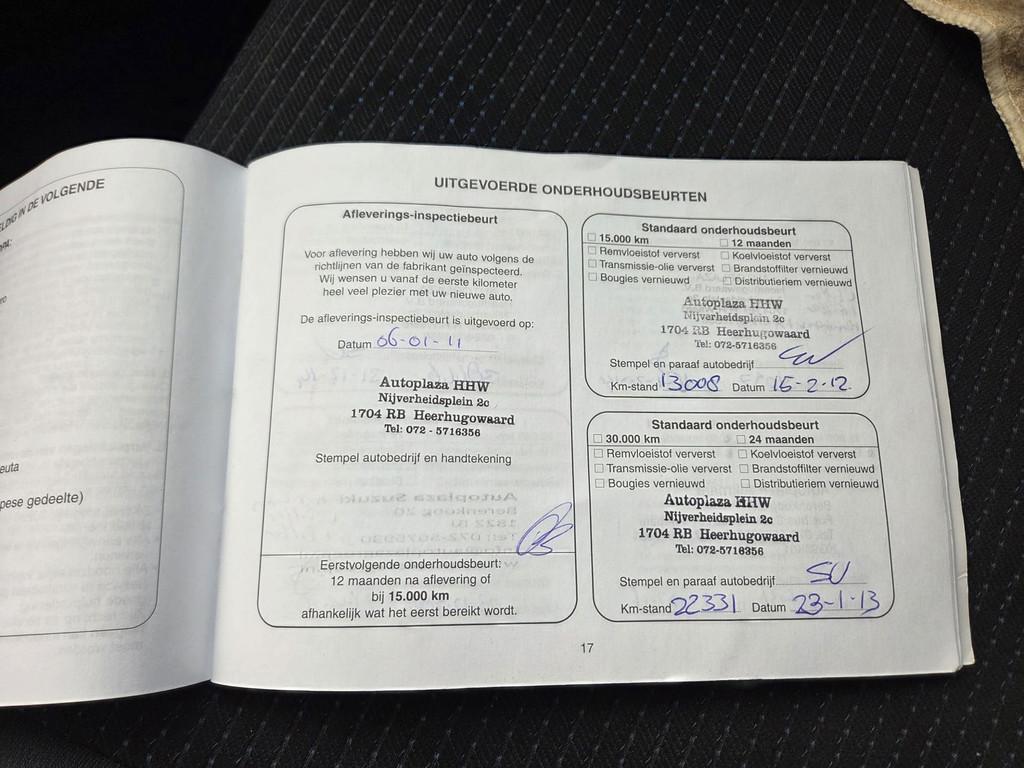 ELDIG IN DE VOLGENDE
euta
pese gedeelte)
UITGEVOERDE ONDERHOUDSBEURTEN
Afleverings-inspectiebeurt
Voor aflevering hebben wij uw auto volgens de
richtlijnen van de fabrikant geïnspecteerd.
Wij wensen u vanaf de eerste kilometer
heel veel plezier met uw nieuwe auto.
De afleverings-inspectiebeurt is uitgevoerd op:
Datum 06-01-11
Autoplaza HHW
Nijverheidsplein 2c
1704 RB Heerhugowaard
Tel: 072 - 5716356
Stempel autobedrijf en handtekening
Eerstvolgende onderhoudsbeurt:
12 maanden na aflevering of
bij 15.000 km
afhankelijk wat het eerst bereikt wordt.
Standaard onderhoudsbeurt
15.000 km 12 maanden
Remvloeistof ververst Koelvloeistof ververst
Transmissie-olie ververst Brandstoffilter vernieuwd
Bougies vernieuwd Distributieriem vernieuwd
Autoplaza HHW
Nijverheidsplein 2c
1704 RB Heerhugowaard
Tel: 072-5716356
Stempel en paraaf autobedrijf
Km-stand 13008 Datum 15-2-12
Standaard onderhoudsbeurt
30.000 km 24 maanden
Remvloeistof ververst Koelvloeistof ververst
Transmissie-olie ververst Brandstoffilter vernieuwd
Bougies vernieuwd Distributieriem vernieuwd
Autoplaza HHW
Nijverheidsplein 2c
1704 RB Heerhugowaard
Tel: 072-5716356
Stempel en paraaf autobedrijf SU
Km-stand 22331 Datum 23-1-13
17